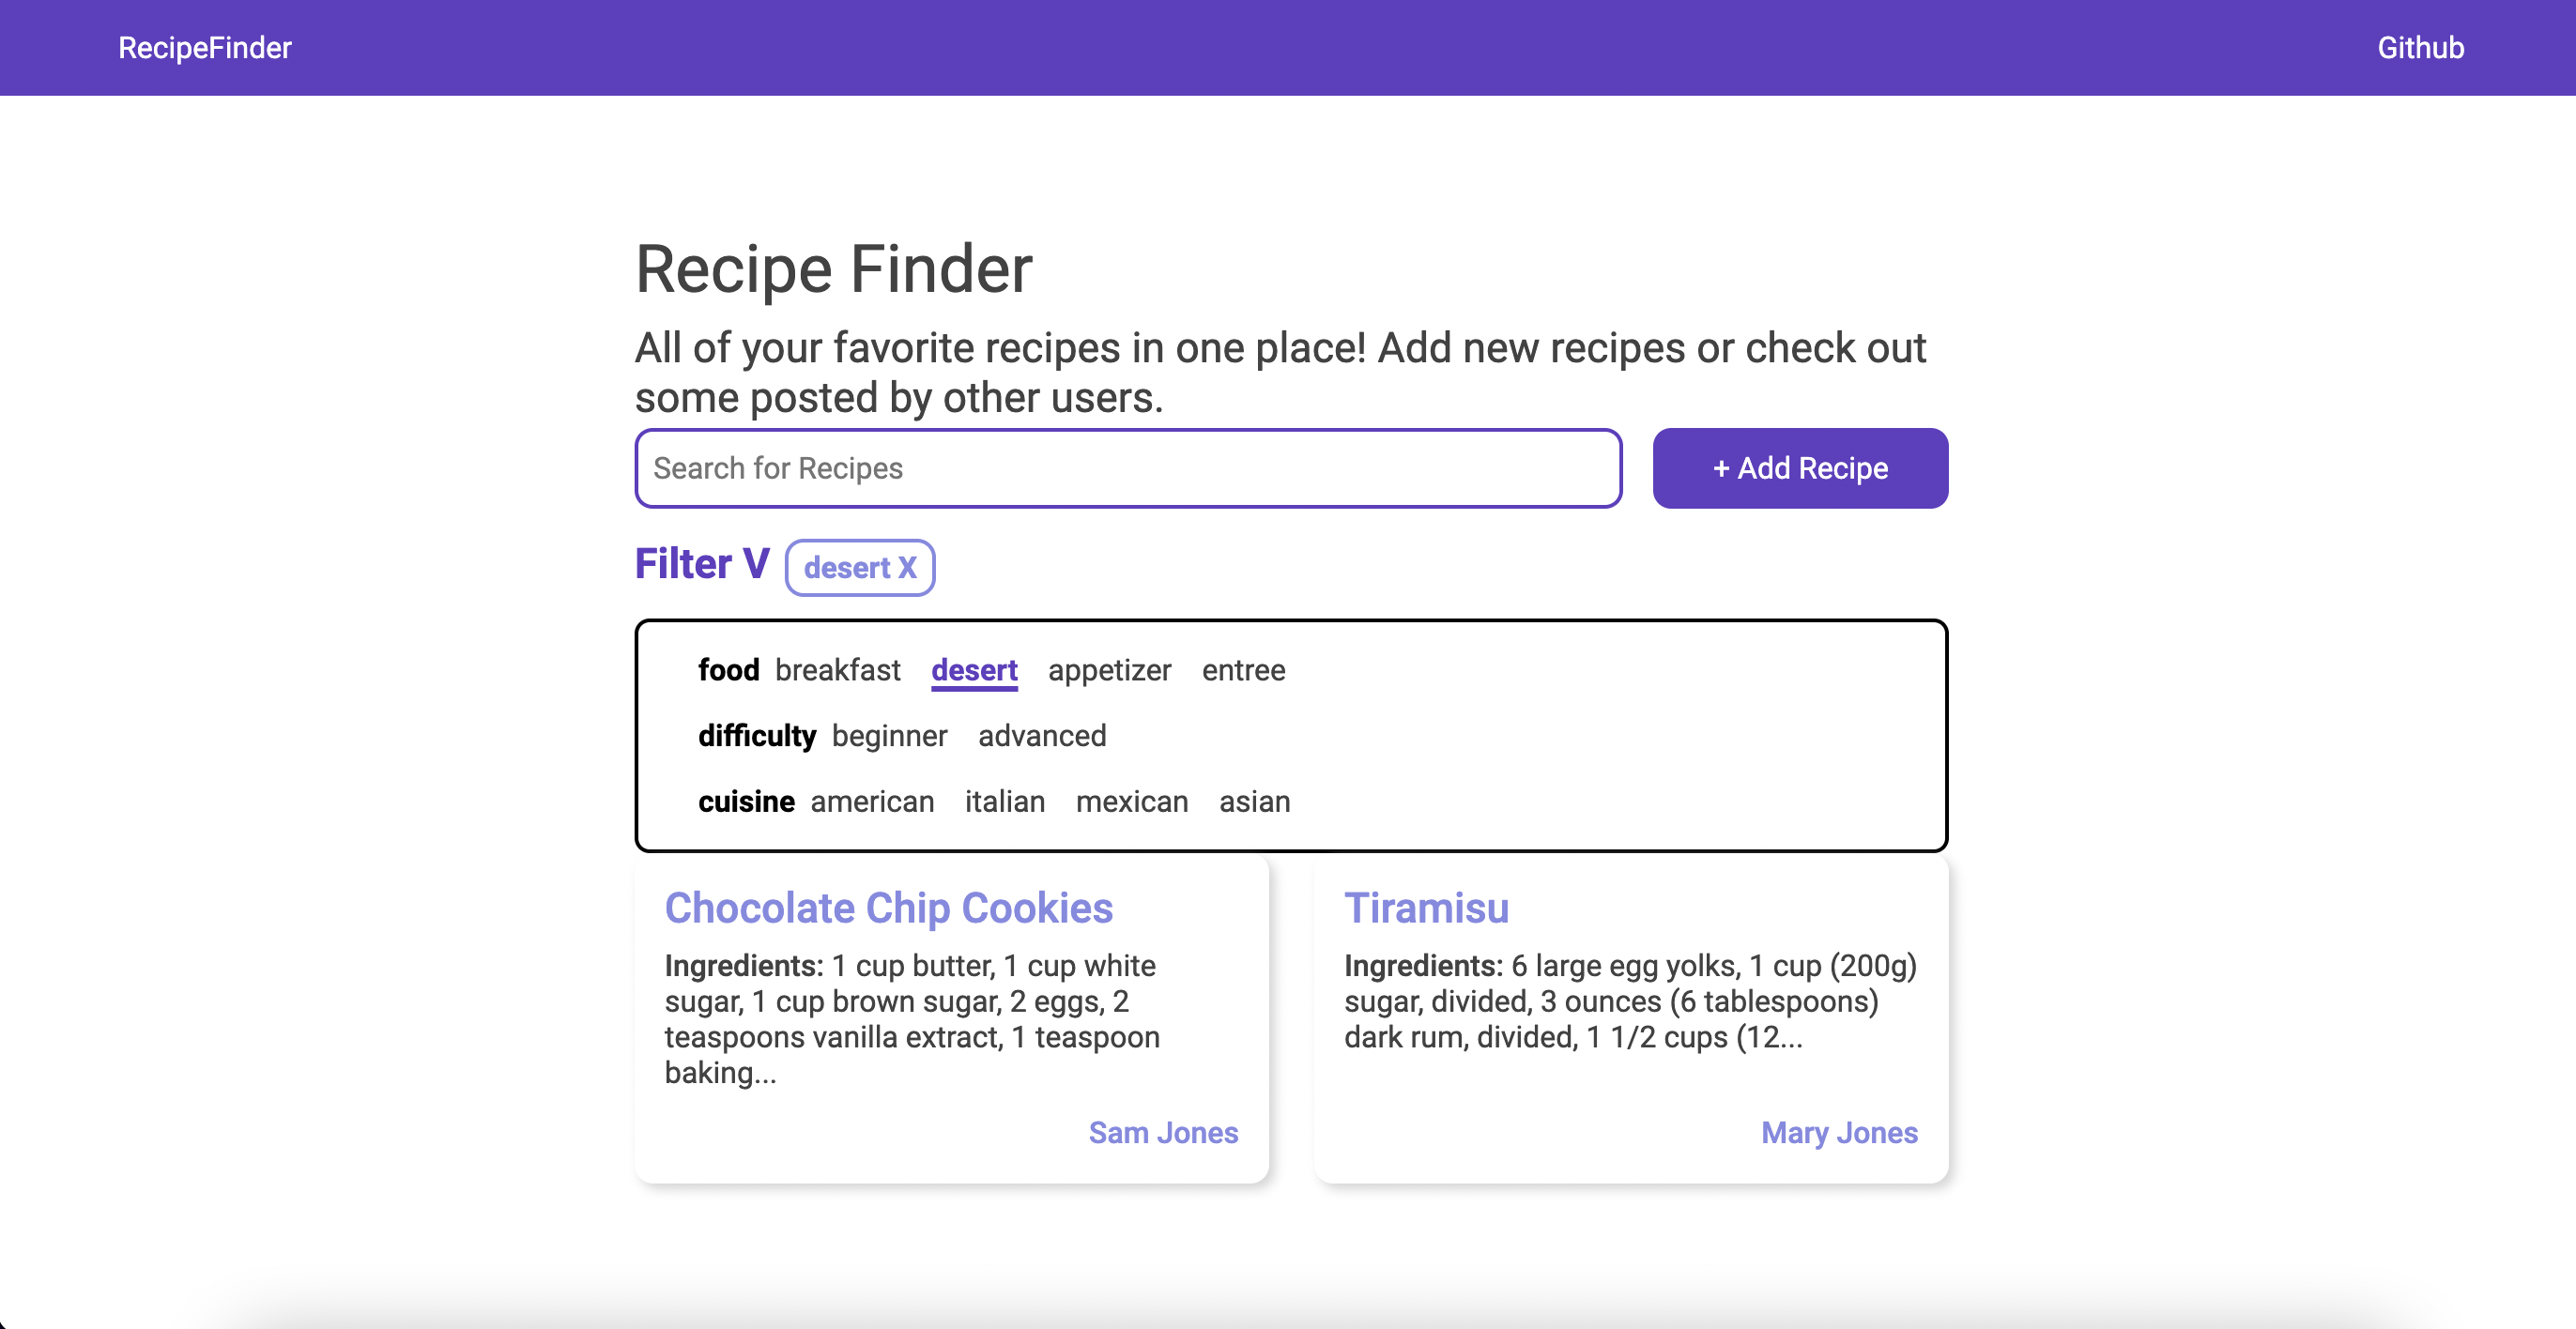 RecipeFinder Github
Recipe Finder
All of your favorite recipes in one place! Add new recipes or check out
some posted by other users.
Search for Recipes + Add Recipe
Filter V desert X
food breakfast desert appetizer entree
difficulty beginner advanced
cuisine american italian mexican asian
Chocolate Chip Cookies
Ingredients: 1 cup butter, 1 cup white
sugar, 1 cup brown sugar, 2 eggs, 2
teaspoons vanilla extract, 1 teaspoon
baking...
Sam Jones
Tiramisu
Ingredients: 6 large egg yolks, 1 cup (200g)
sugar, divided, 3 ounces (6 tablespoons)
dark rum, divided, 1 1/2 cups (12...
Mary Jones